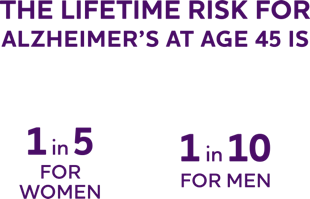 THE LIFETIME RISK FOR
ALZHEIMER'S AT AGE 45 IS
1 in 5
FOR
WOMEN
1 in 10
FOR MEN